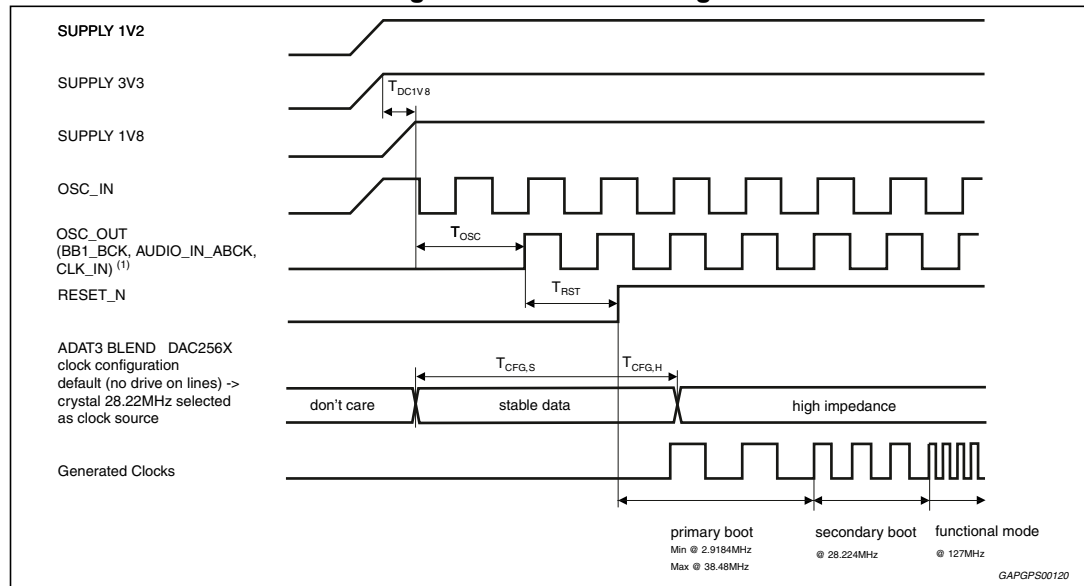 SUPPLY 1V2
SUPPLY 3V3
TDC1V8
SUPPLY 1V8
OSC_IN
OSC_OUT
(BB1_BCK, AUDIO_IN_ABCK,
CLK_IN) (1)
TOSC
RESET_N
TRST
ADAT3 BLEND DAC256X
clock configuration
default (no drive on lines) ->
crystal 28.22MHz selected
as clock source
TCFG,S
TCFG,H
don't care
stable data
high impedance
Generated Clocks
primary boot
Min @ 2.9184MHz
Max @ 38.48MHz
secondary boot
@ 28.224MHz
functional mode
@ 127MHz
GAPGPS00120